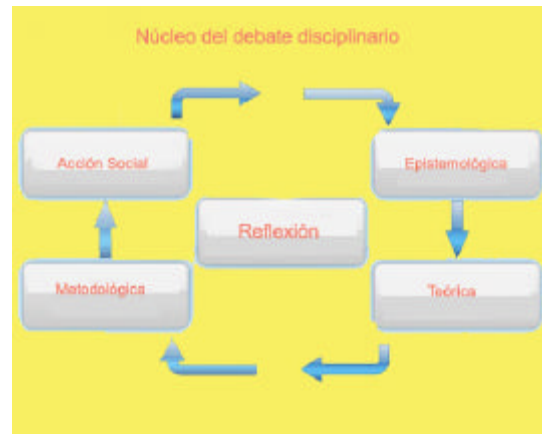 Núcleo del debate disciplinario
Acción Social
Epistemológica
Reflexión
Metodológica
Teórica